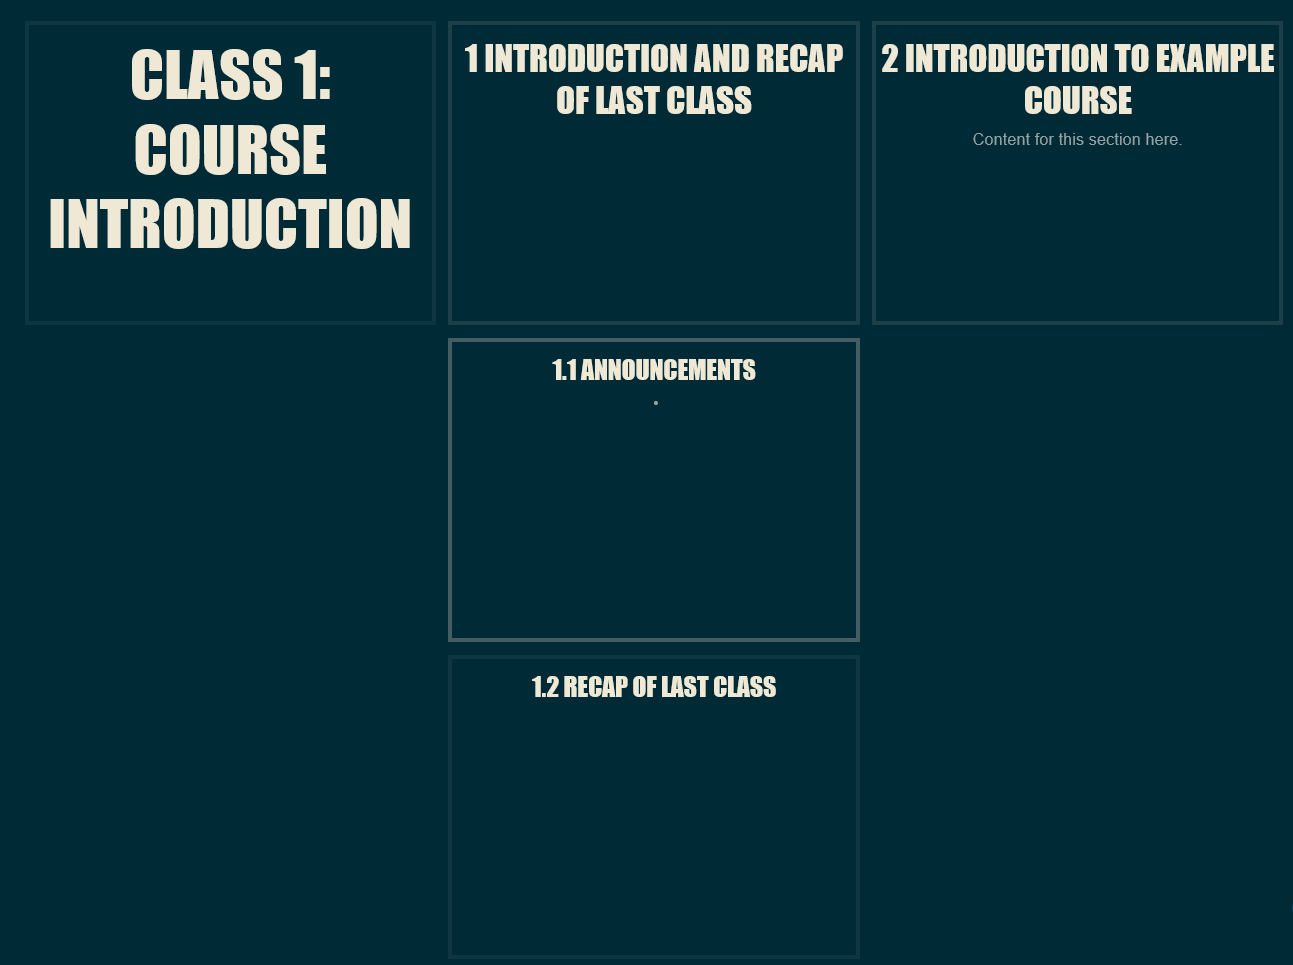 CLASS 1:
COURSE
INTRODUCTION
1 INTRODUCTION AND RECAP
OF LAST CLASS
2 INTRODUCTION TO EXAMPLE
COURSE
Content for this section here.
1.1 ANNOUNCEMENTS
•
1.2 RECAP OF LAST CLASS